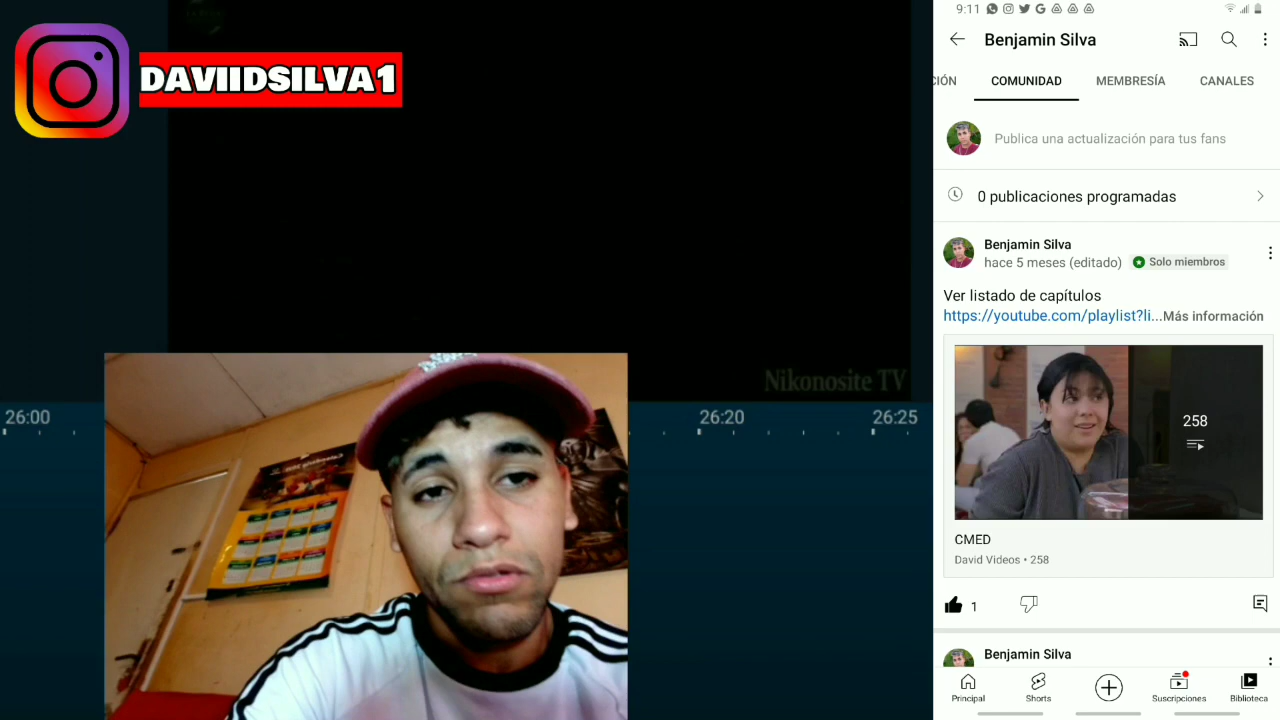 DAVIIDSILVA1
Nikonosite TV
26:00
26:20
26:25
9:11
Benjamin Silva
CIÓN COMUNIDAD MEMBRESÍA CANALES
Publica una actualización para tus fans
0 publicaciones programadas
Benjamin Silva
hace 5 meses (editado) Solo miembros
Ver listado de capítulos
https://youtube.com/playlist?li...Más información
258
CMED
David Videos • 258
1
Benjamin Silva
Principal Shorts Suscripciones Biblioteca